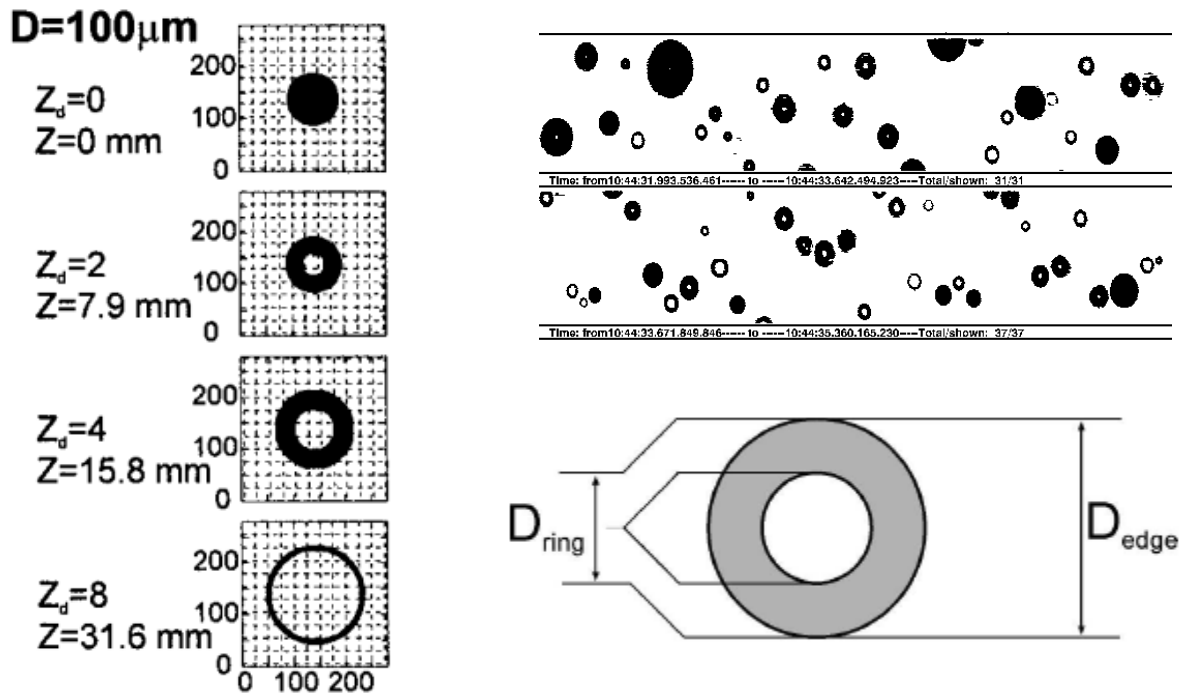 D=100μm
Z_d=0
Z=0 mm
200
100
0
Z_d=2
Z=7.9 mm
200
100
0
Z_d=4
Z=15.8 mm
200
100
0
Z_d=8
Z=31.6 mm
200
100
0
0 100 200
Time: from10:44:31.993.536.461----- to -----10:44:33.642.494.923----Total/shown: 31/31
Time: from10:44:33.671.849.846----- to -----10:44:35.360.165.230----Total/shown: 37/37
D_ring
D_edge